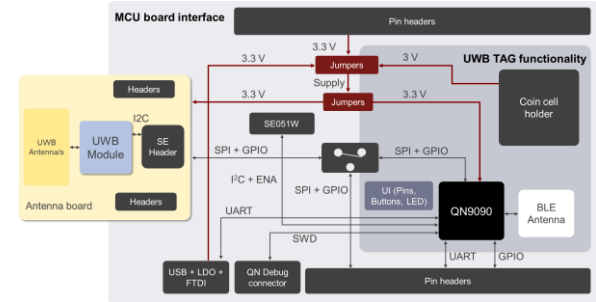 MCU board interface
Pin headers
3.3 V
3.3 V
Jumpers
3 V
UWB TAG functionality
Supply
Coin cell
holder
3.3 V
Jumpers
3.3 V
Headers
SE051W
UWB
Antenna/s
UWB
Module
I2C
SE
Header
SPI + GPIO
SPI + GPIO
I²C + ENA
SPI + GPIO
UI (Pins,
Buttons, LED)
QN9090
BLE
Antenna
Headers
Antenna board
UART
SWD
UART
GPIO
USB + LDO +
FTDI
QN Debug
connector
Pin headers